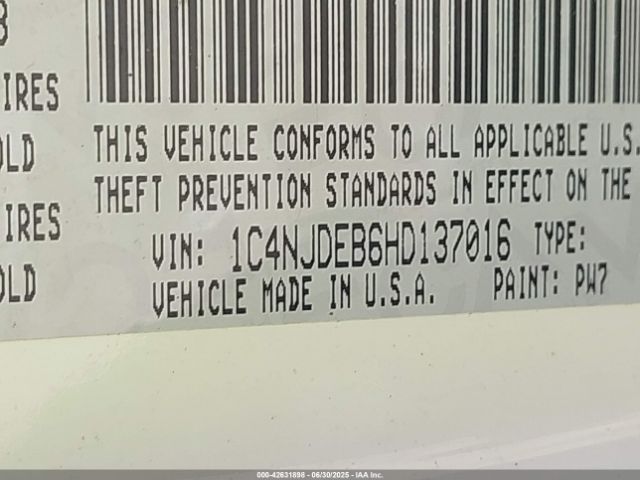 8
IRES
OLD
IRES
OLD
THIS VEHICLE CONFORMS TO ALL APPLICABLE U.S.
THEFT PREVENTION STANDARDS IN EFFECT ON THE
VIN: 1C4NJDEB6HD137016 TYPE:
VEHICLE MADE IN U.S.A. PAINT: PW7
000-42631898 - 06/30/2025 - IAA Inc.